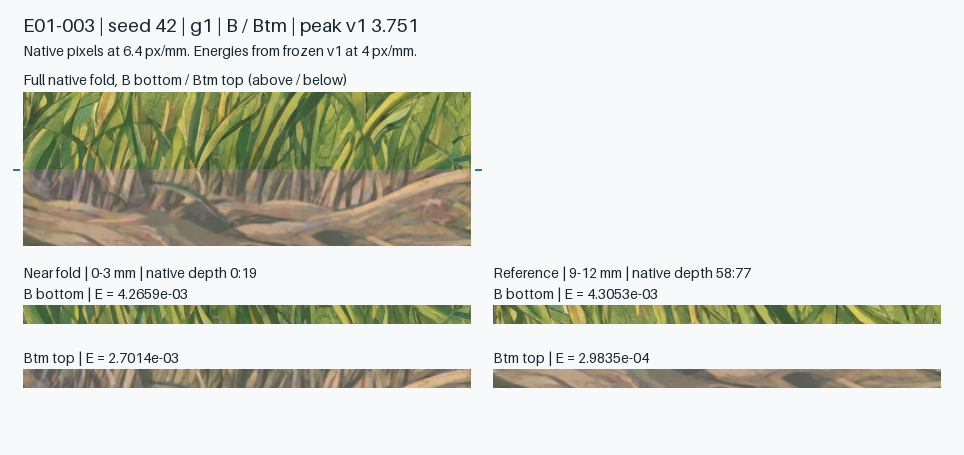 E01-003 | seed 42 | g1 | B / Btm | peak v1 3.751
Native pixels at 6.4 px/mm. Energies from frozen v1 at 4 px/mm.
Full native fold, B bottom / Btm top (above / below)
Near fold | 0-3 mm | native depth 0:19
B bottom | E = 4.2659e-03
Btm top | E = 2.7014e-03
Reference | 9-12 mm | native depth 58:77
B bottom | E = 4.3053e-03
Btm top | E = 2.9835e-04